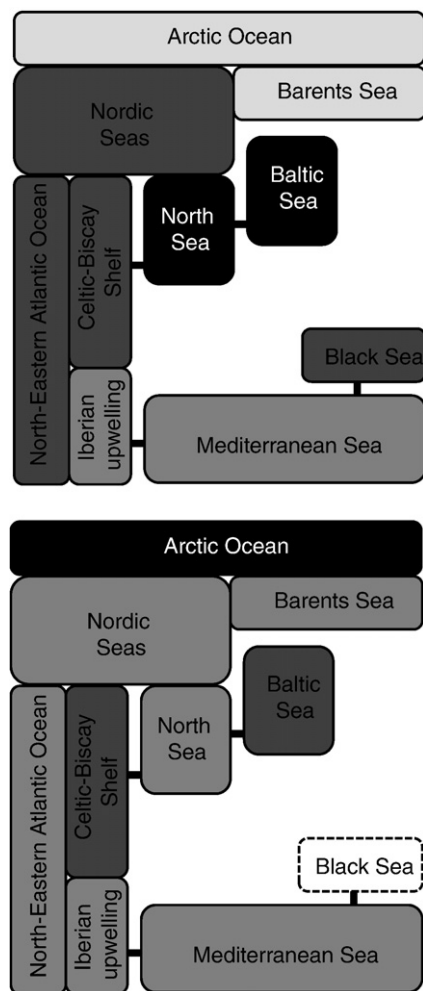 Arctic Ocean
Nordic
Seas
Barents Sea
Baltic
Sea
North
Sea
North-Eastern Atlantic Ocean
Celtic-Biscay
Shelf
Black Sea
Iberian
upwelling
Mediterranean Sea
Arctic Ocean
Nordic
Seas
Barents Sea
Baltic
Sea
North
Sea
North-Eastern Atlantic Ocean
Celtic-Biscay
Shelf
Black Sea
Iberian
upwelling
Mediterranean Sea